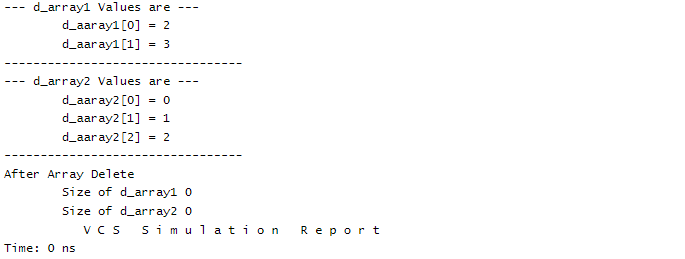 --- d_array1 Values are ---
d_aaray1[0] = 2
d_aaray1[1] = 3
---------------------------------
--- d_array2 Values are ---
d_aaray2[0] = 0
d_aaray2[1] = 1
d_aaray2[2] = 2
---------------------------------
After Array Delete
Size of d_array1 0
Size of d_array2 0
V C S   S i m u l a t i o n   R e p o r t
Time: 0 ns